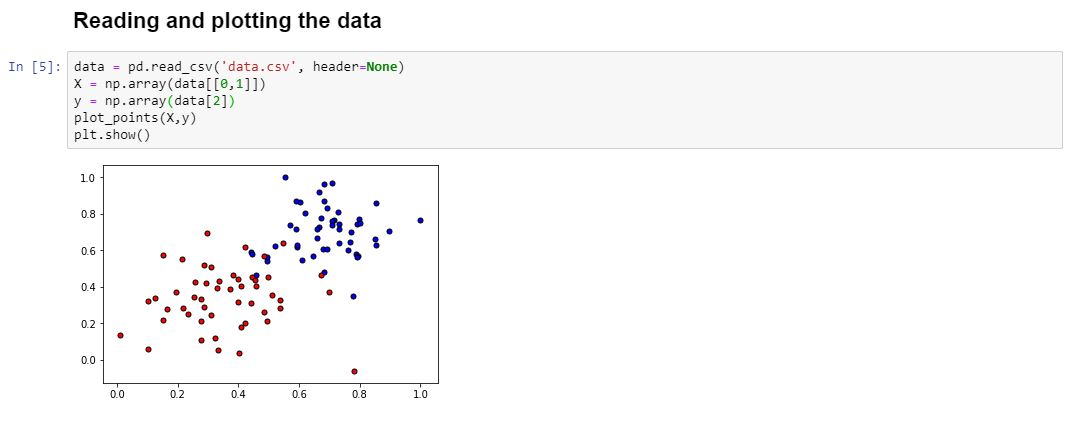 Reading and plotting the data
In [5]: data = pd.read_csv('data.csv', header=None)
X = np.array(data[[0,1]])
y = np.array(data[2])
plot_points(X,y)
plt.show()
1.0
0.8
0.6
0.4
0.2
0.0
0.0 0.2 0.4 0.6 0.8 1.0